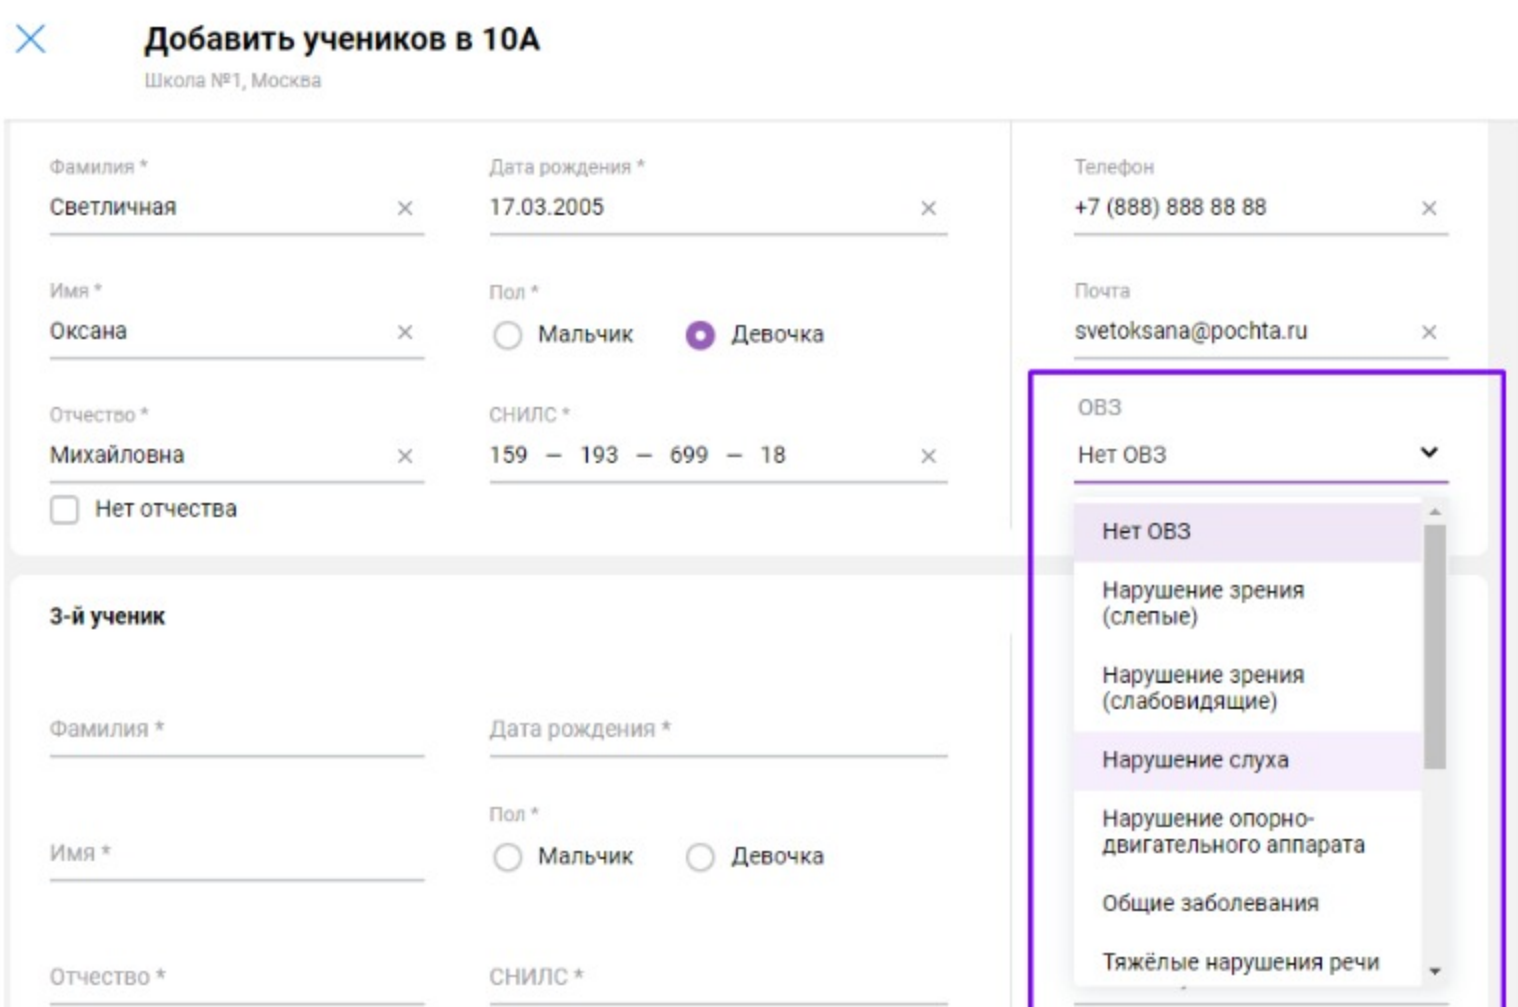 Добавить учеников в 10А
Школа №1, Москва
Фамилия *
Светличная
Дата рождения *
17.03.2005
Телефон
+7 (888) 888 88 88
Имя *
Оксана
Пол *
Мальчик
Девочка
Почта
svetoksana@pochta.ru
Отчество *
Михайловна
Нет отчества
СНИЛС *
159 – 193 – 699 – 18
ОВЗ
Нет ОВЗ
Нет ОВЗ
Нарушение зрения
(слепые)
Нарушение зрения
(слабовидящие)
Нарушение слуха
Нарушение опорно-
двигательного аппарата
Общие заболевания
Тяжёлые нарушения речи
3-й ученик
Фамилия *
Дата рождения *
Имя *
Пол *
Мальчик
Девочка
Отчество *
СНИЛС *